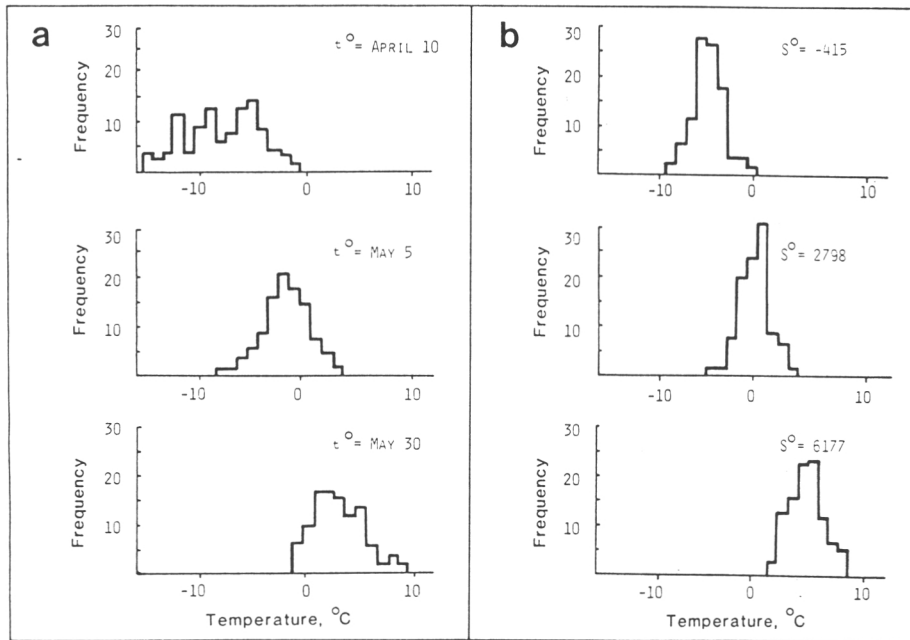 a
t° = APRIL 10
30
20
10
Frequency
-10 0 10
t° = MAY 5
30
20
10
Frequency
-10 0 10
t° = MAY 30
30
20
10
Frequency
-10 0 10
Temperature, °C
b
S° = -415
30
20
10
Frequency
-10 0 10
S° = 2798
30
20
10
Frequency
-10 0 10
S° = 6177
30
20
10
Frequency
-10 0 10
Temperature, °C